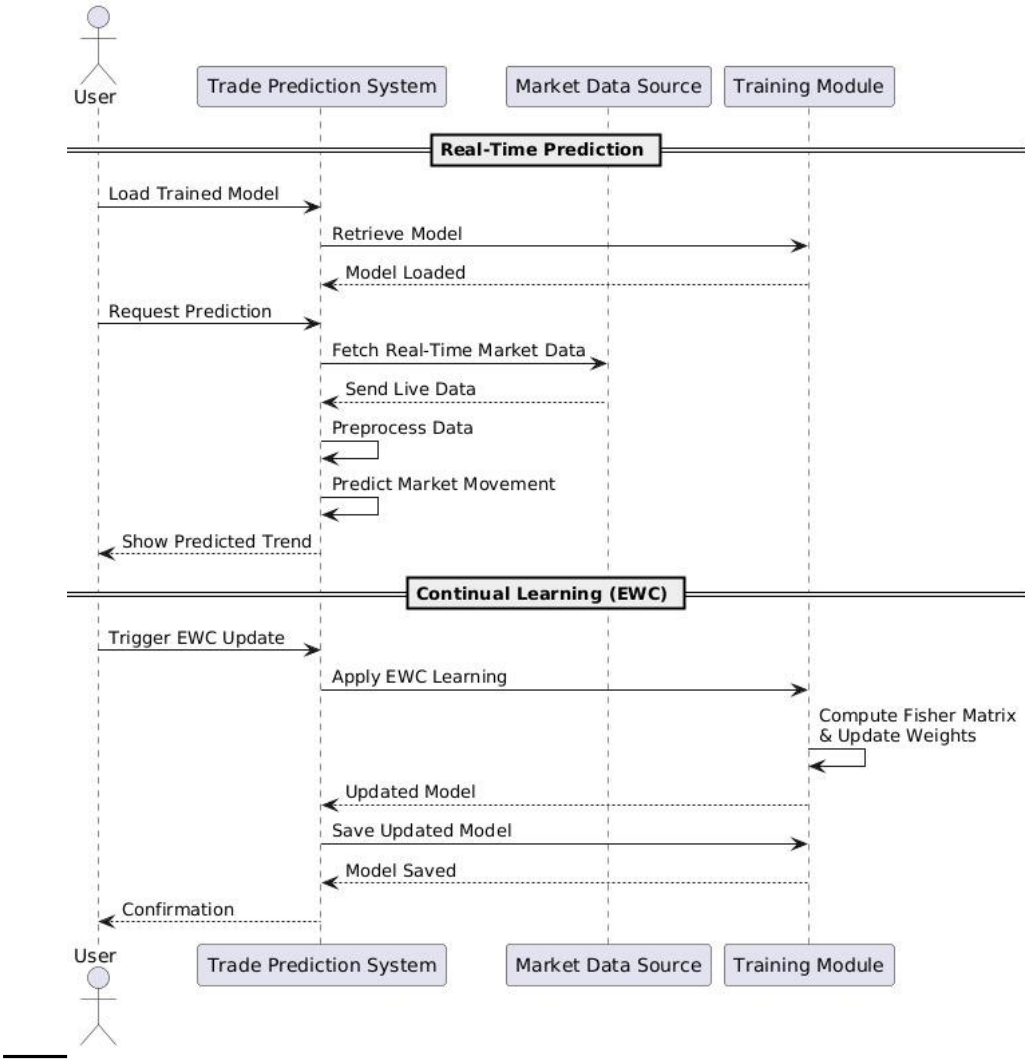 User
Trade Prediction System
Market Data Source
Training Module
Real-Time Prediction
Load Trained Model
Retrieve Model
Model Loaded
Request Prediction
Fetch Real-Time Market Data
Send Live Data
Preprocess Data
Predict Market Movement
Show Predicted Trend
Continual Learning (EWC)
Trigger EWC Update
Apply EWC Learning
Compute Fisher Matrix
& Update Weights
Updated Model
Save Updated Model
Model Saved
Confirmation
User
Trade Prediction System
Market Data Source
Training Module